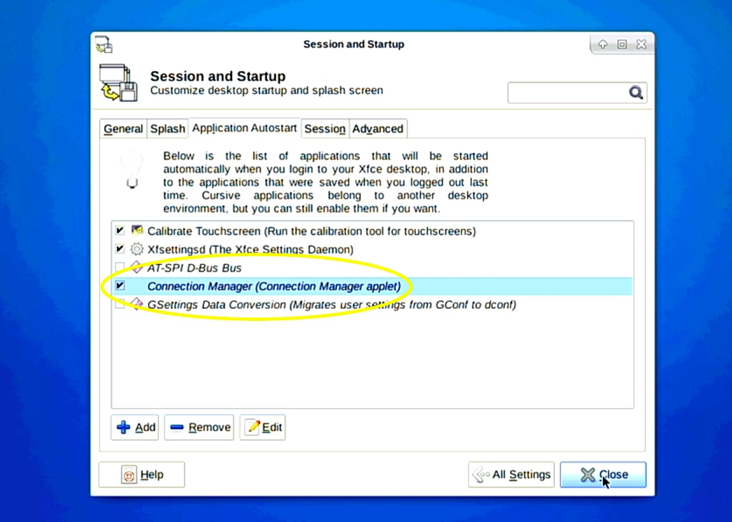 Session and Startup
Session and Startup
Customize desktop startup and splash screen
General Splash Application Autostart Session Advanced
Below is the list of applications that will be started
automatically when you login to your Xfce desktop, in addition
to the applications that were saved when you logged out last
time. Cursive applications belong to another desktop
environment, but you can still enable them if you want.
Calibrate Touchscreen (Run the calibration tool for touchscreens)
Xfsettingsd (The Xfce Settings Daemon)
AT-SPI D-Bus Bus
Connection Manager (Connection Manager applet)
GSettings Data Conversion (Migrates user settings from GConf to dconf)
Add Remove Edit
Help All Settings Close